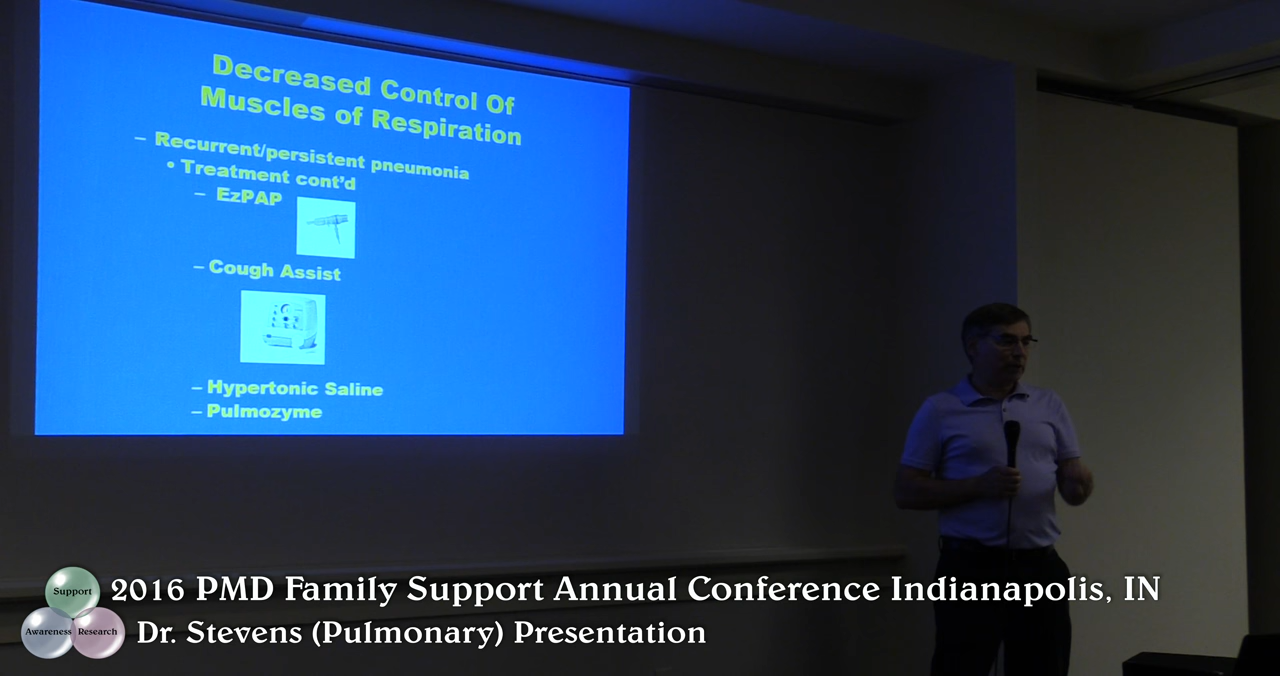 Decreased Control Of
Muscles of Respiration
– Recurrent/persistent pneumonia
• Treatment cont'd
– EzPAP
– Cough Assist
– Hypertonic Saline
– Pulmozyme
Support
Awareness Research
2016 PMD Family Support Annual Conference Indianapolis, IN
Dr. Stevens (Pulmonary) Presentation